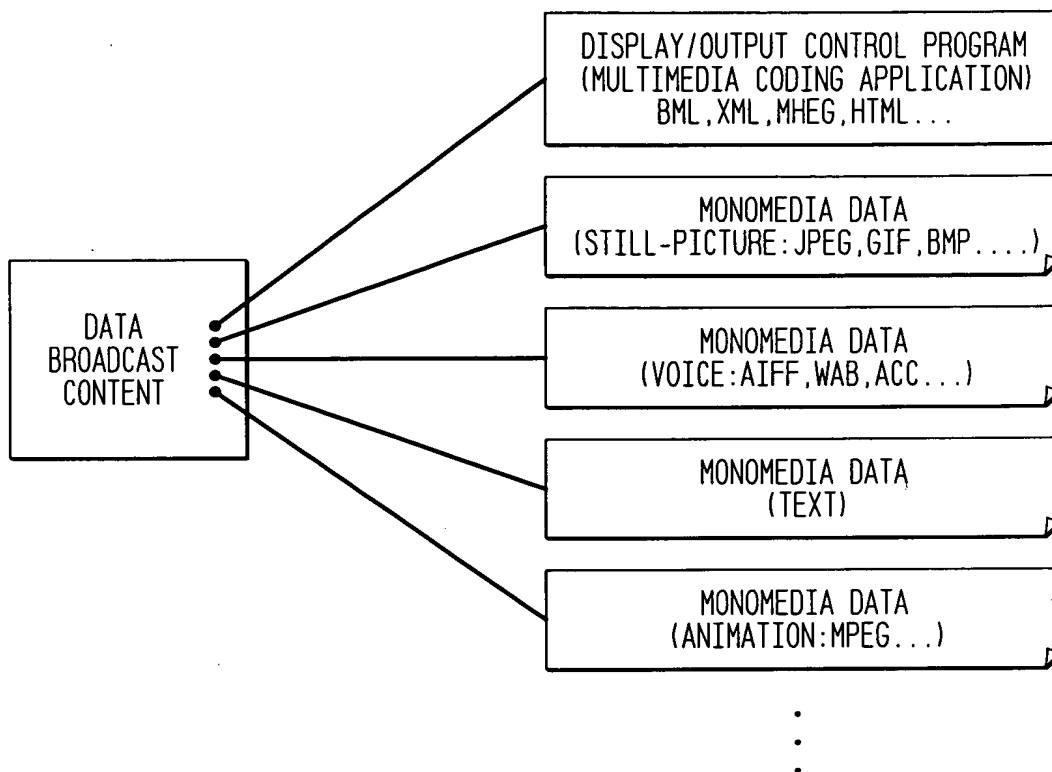 DISPLAY/OUTPUT CONTROL PROGRAM
(MULTIMEDIA CODING APPLICATION)
BML,XML,MHEG,HTML...
MONOMEDIA DATA
(STILL-PICTURE:JPEG,GIF,BMP....)
DATA
BROADCAST
CONTENT
MONOMEDIA DATA
(VOICE:AIFF,WAB,ACC...)
MONOMEDIA DATA
(TEXT)
MONOMEDIA DATA
(ANIMATION:MPEG...)